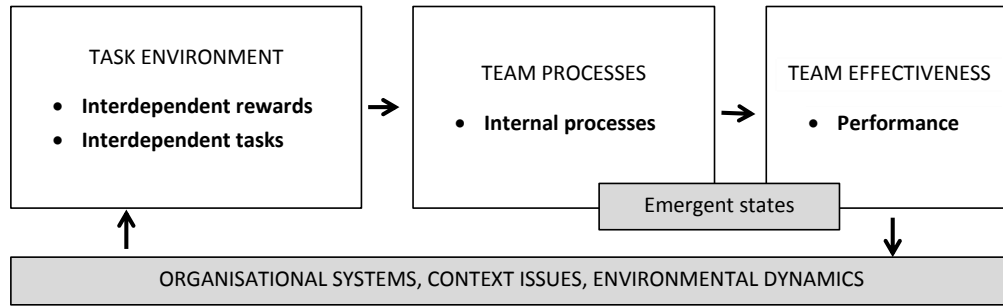 TASK ENVIRONMENT
• Interdependent rewards
• Interdependent tasks
TEAM PROCESSES
• Internal processes
TEAM EFFECTIVENESS
• Performance
Emergent states
ORGANISATIONAL SYSTEMS, CONTEXT ISSUES, ENVIRONMENTAL DYNAMICS